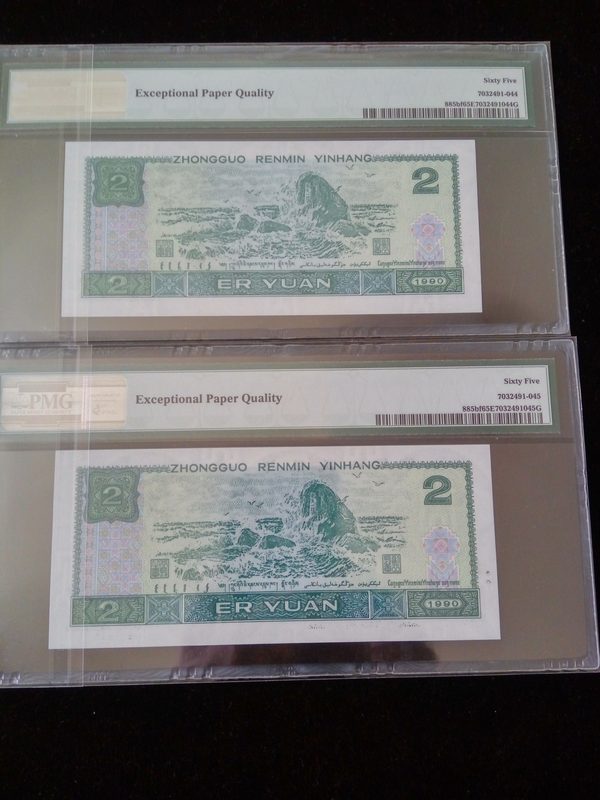 Exceptional Paper Quality
Sixty Five
7032491-044
885bf65E7032491044G
ZHONGGUO RENMIN YINHANG
2
2
2
ER YUAN
1990
PMG
Exceptional Paper Quality
Sixty Five
7032491-045
885bf65E7032491045G
ZHONGGUO RENMIN YINHANG
2
2
2
ER YUAN
1990